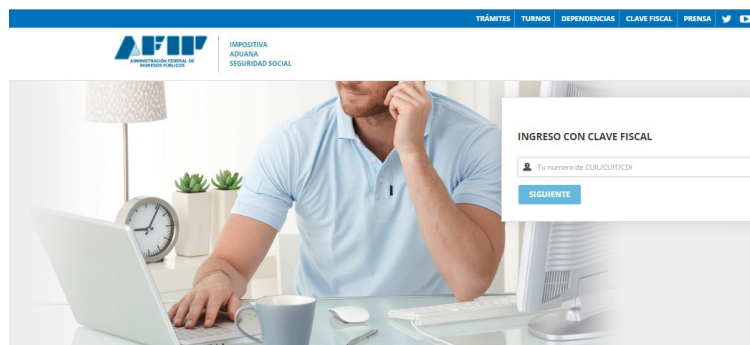 TRÁMITES TURNOS DEPENDENCIAS CLAVE FISCAL PRENSA
AFIP
ADMINISTRACIÓN FEDERAL DE
INGRESOS PÚBLICOS
IMPOSITIVA
ADUANA
SEGURIDAD SOCIAL
INGRESO CON CLAVE FISCAL
Tu numero de CUIL/CUIT/CDI
SIGUIENTE